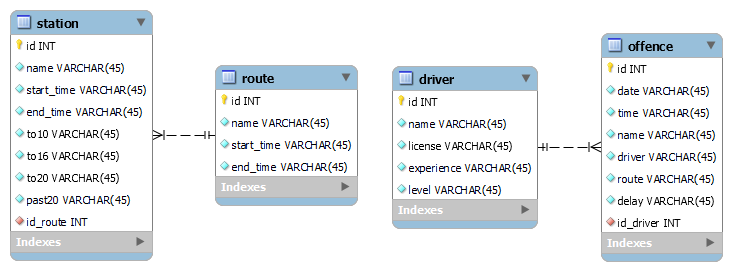 station
id INT
name VARCHAR(45)
start_time VARCHAR(45)
end_time VARCHAR(45)
to10 VARCHAR(45)
to16 VARCHAR(45)
to20 VARCHAR(45)
past20 VARCHAR(45)
id_route INT
Indexes
route
id INT
name VARCHAR(45)
start_time VARCHAR(45)
end_time VARCHAR(45)
Indexes
driver
id INT
name VARCHAR(45)
license VARCHAR(45)
experience VARCHAR(45)
level VARCHAR(45)
Indexes
offence
id INT
date VARCHAR(45)
time VARCHAR(45)
name VARCHAR(45)
driver VARCHAR(45)
route VARCHAR(45)
delay VARCHAR(45)
id_driver INT
Indexes